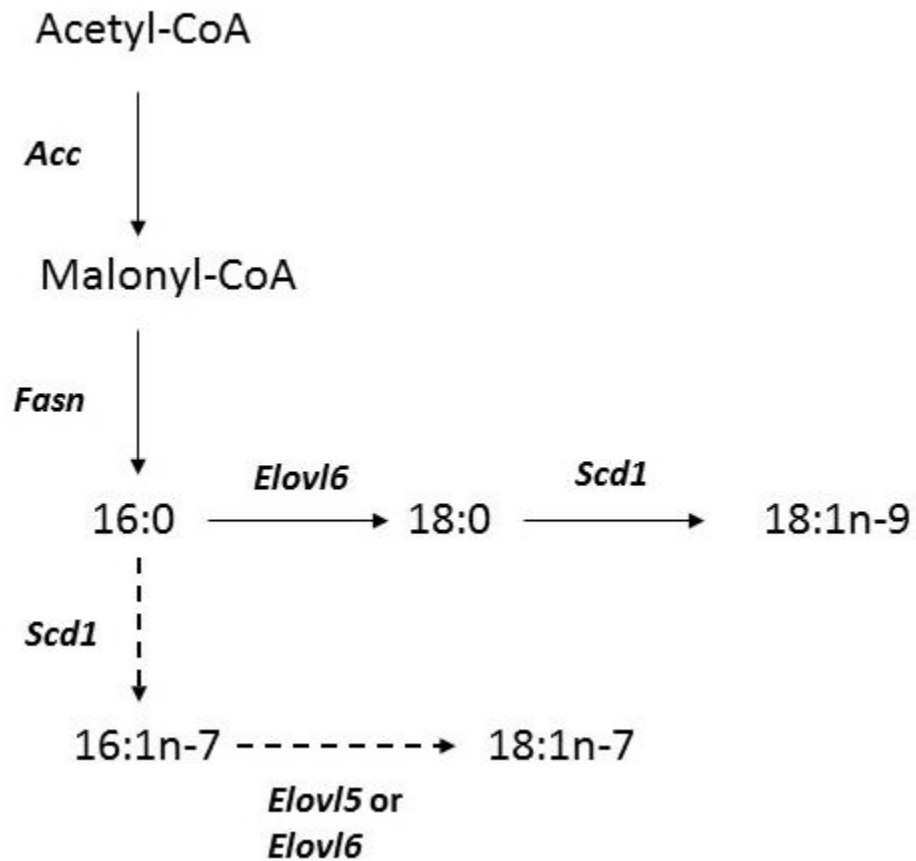 Acetyl-CoA
Acc
Malonyl-CoA
Fasn
Elovl6
Scd1
16:0
18:0
18:1n-9
Scd1
16:1n-7
18:1n-7
Elovl5 or
Elovl6